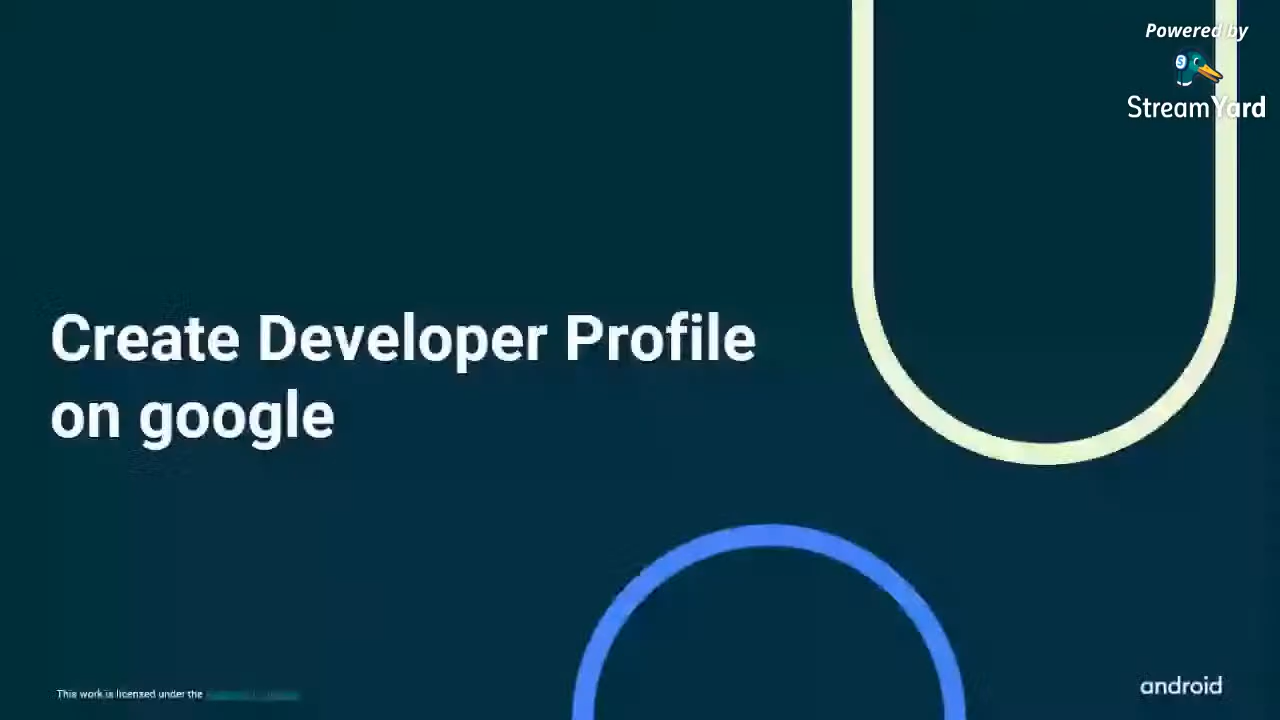 Powered by
S
StreamYard
Create Developer Profile
on google
This work is licensed under the
android